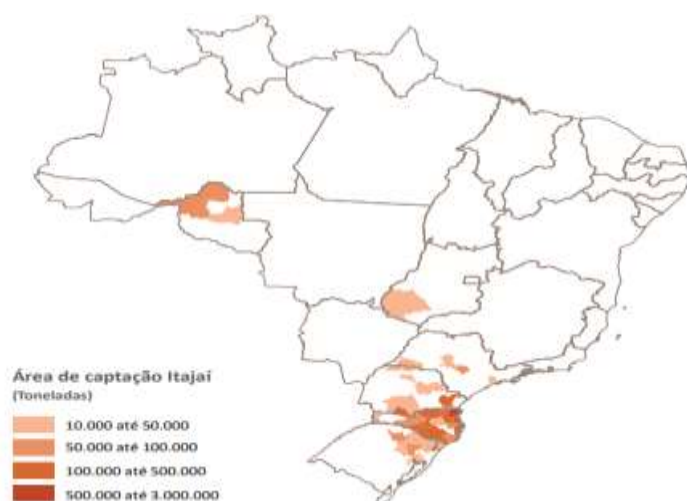 Área de captação Itajaí
(Toneladas)
10.000 até 50.000
50.000 até 100.000
100.000 até 500.000
500.000 até 3.000.000